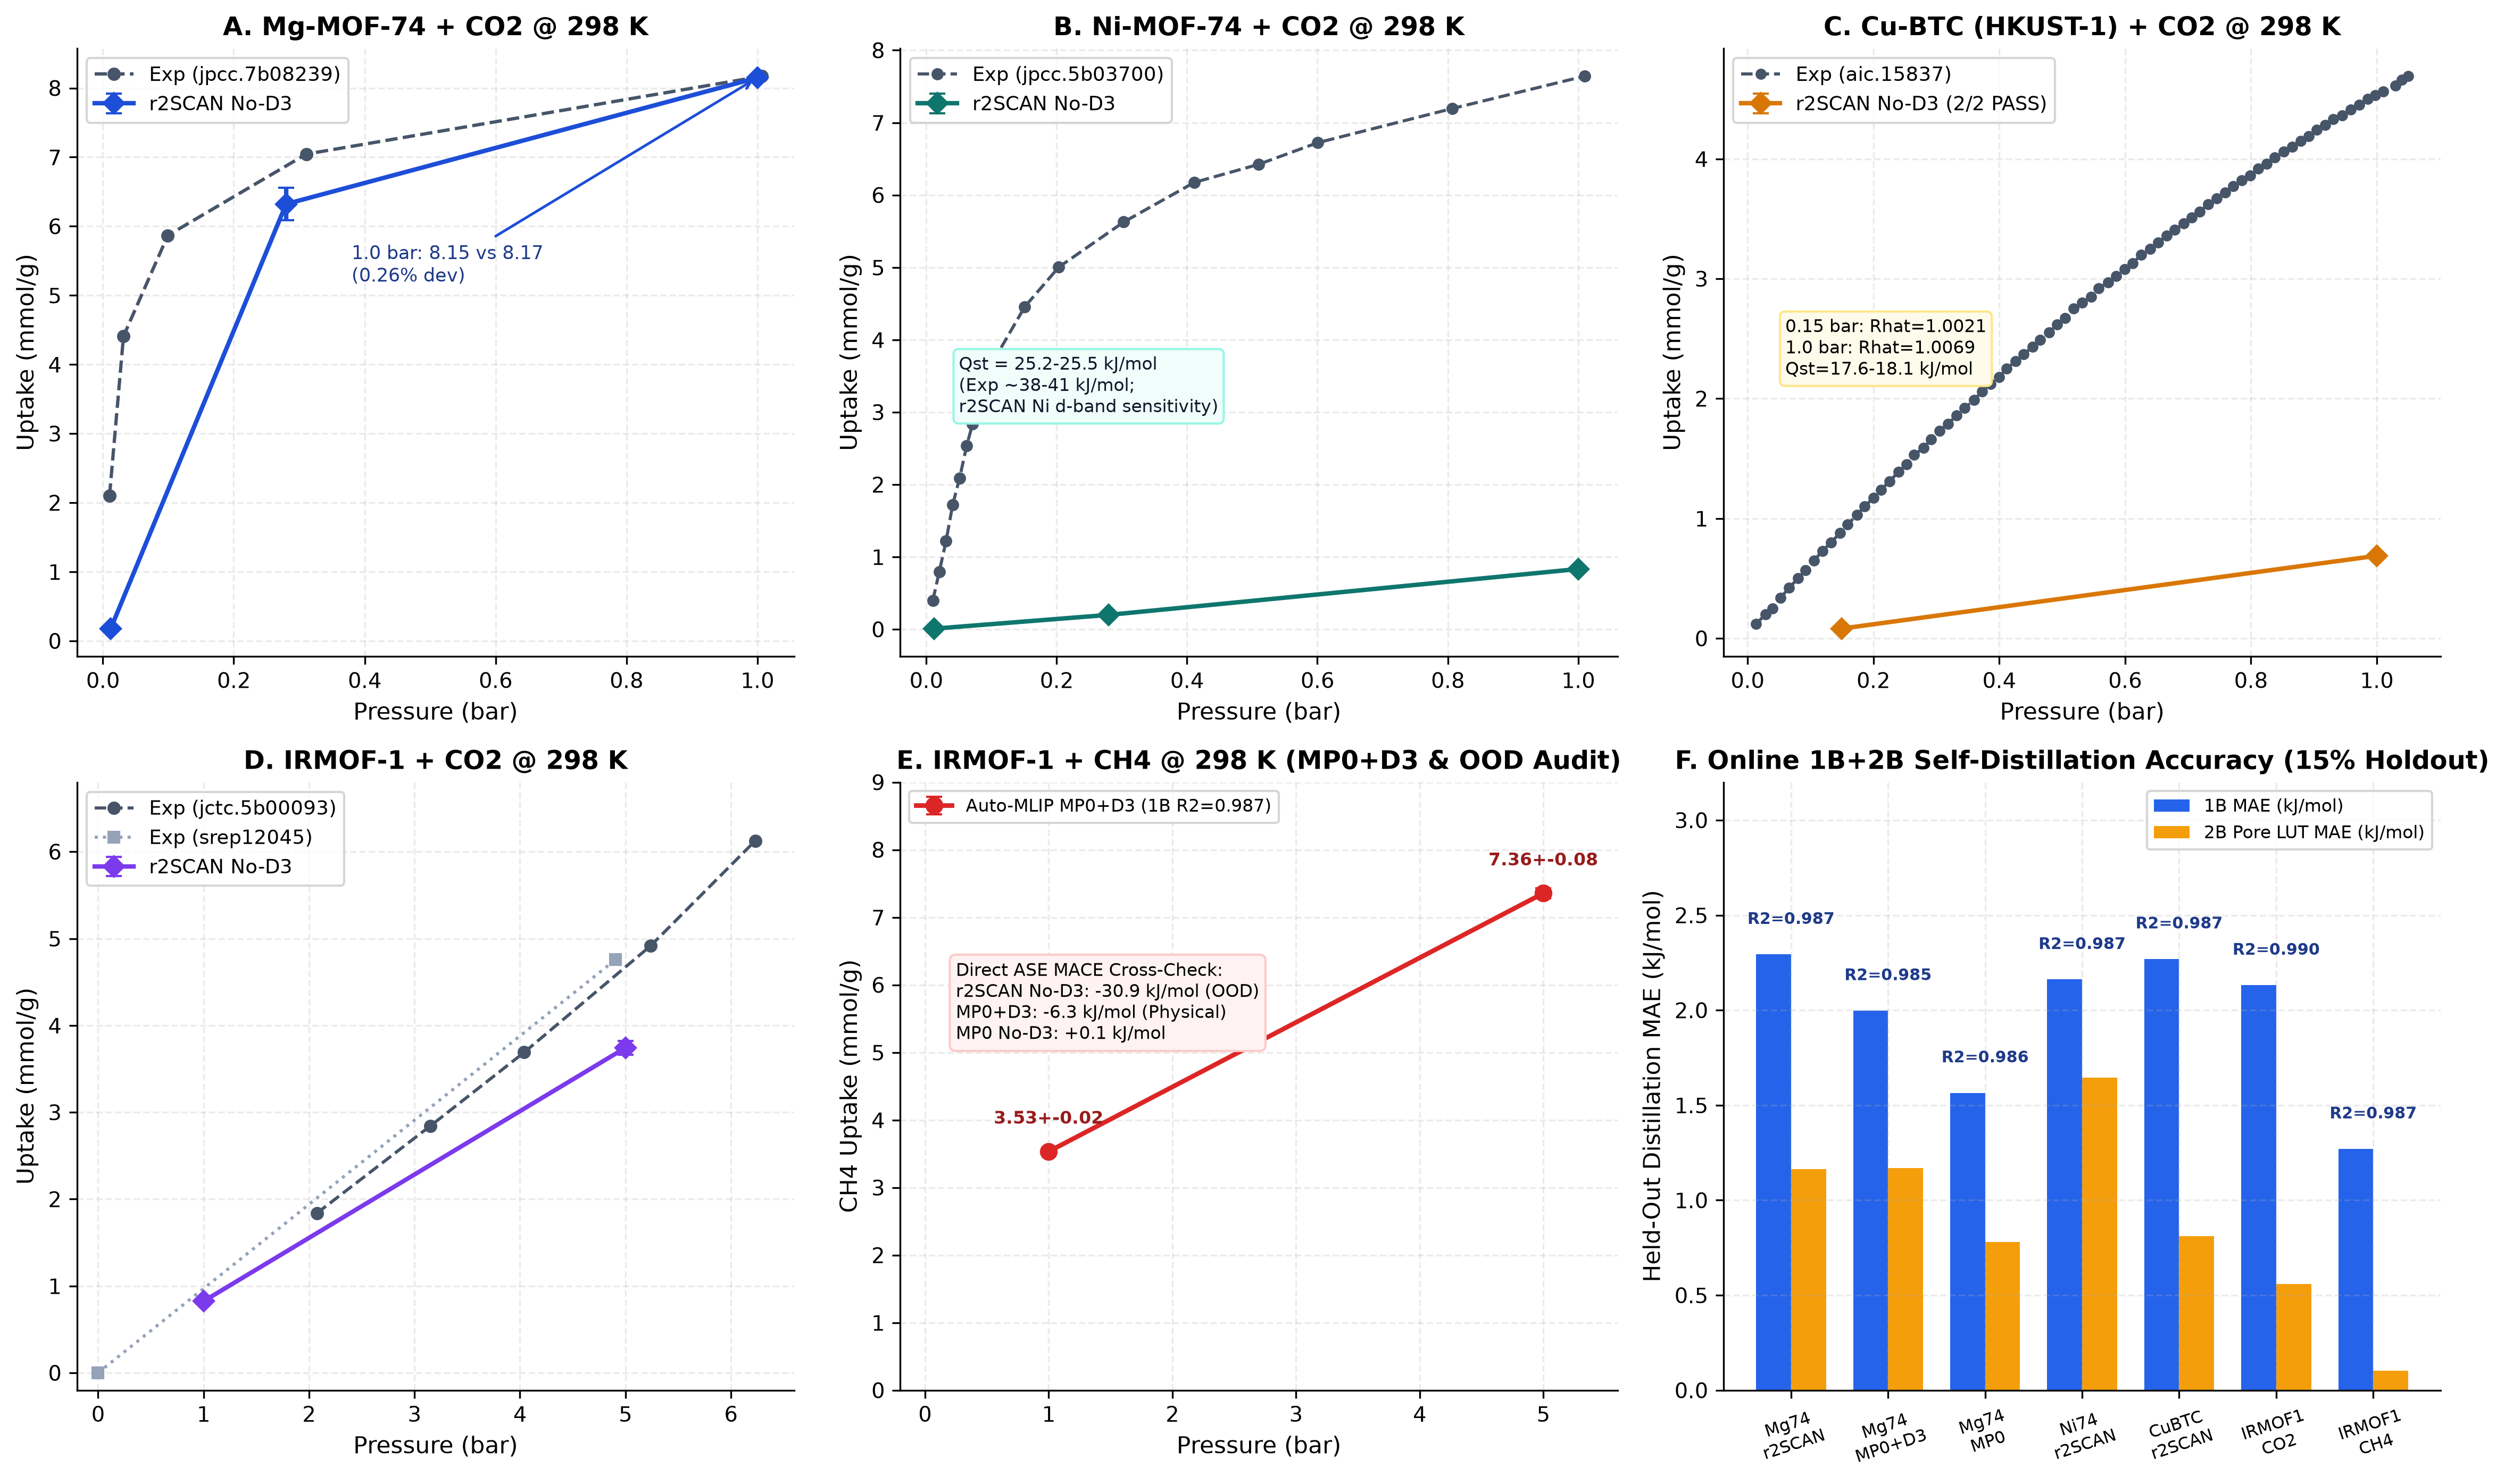 A. Mg-MOF-74 + CO2 @ 298 K
Exp (jpcc.7b08239)
r2SCAN No-D3
1.0 bar: 8.15 vs 8.17
(0.26% dev)
Uptake (mmol/g)
8
7
6
5
4
3
2
1
0
0.0 0.2 0.4 0.6 0.8 1.0
Pressure (bar)
B. Ni-MOF-74 + CO2 @ 298 K
Exp (jpcc.5b03700)
r2SCAN No-D3
Qst = 25.2-25.5 kJ/mol
(Exp ~38-41 kJ/mol;
r2SCAN Ni d-band sensitivity)
Uptake (mmol/g)
8
7
6
5
4
3
2
1
0
0.0 0.2 0.4 0.6 0.8 1.0
Pressure (bar)
C. Cu-BTC (HKUST-1) + CO2 @ 298 K
Exp (aic.15837)
r2SCAN No-D3 (2/2 PASS)
0.15 bar: Rhat=1.0021
1.0 bar: Rhat=1.0069
Qst=17.6-18.1 kJ/mol
Uptake (mmol/g)
4
3
2
1
0
0.0 0.2 0.4 0.6 0.8 1.0
Pressure (bar)
D. IRMOF-1 + CO2 @ 298 K
Exp (jctc.5b00093)
Exp (srep12045)
r2SCAN No-D3
Uptake (mmol/g)
6
5
4
3
2
1
0
0 1 2 3 4 5 6
Pressure (bar)
E. IRMOF-1 + CH4 @ 298 K (MP0+D3 & OOD Audit)
Auto-MLIP MP0+D3 (1B R2=0.987)
7.36+-0.08
Direct ASE MACE Cross-Check:
r2SCAN No-D3: -30.9 kJ/mol (OOD)
MP0+D3: -6.3 kJ/mol (Physical)
MP0 No-D3: +0.1 kJ/mol
3.53+-0.02
CH4 Uptake (mmol/g)
9
8
7
6
5
4
3
2
1
0
0 1 2 3 4 5
Pressure (bar)
F. Online 1B+2B Self-Distillation Accuracy (15% Holdout)
1B MAE (kJ/mol)
2B Pore LUT MAE (kJ/mol)
R2=0.987
R2=0.985
R2=0.986
R2=0.987
R2=0.987
R2=0.990
R2=0.987
Held-Out Distillation MAE (kJ/mol)
3.0
2.5
2.0
1.5
1.0
0.5
0.0
Mg74
r2SCAN
Mg74
MP0+D3
Mg74
MP0
Ni74
r2SCAN
CuBTC
r2SCAN
IRMOF1
CO2
IRMOF1
CH4